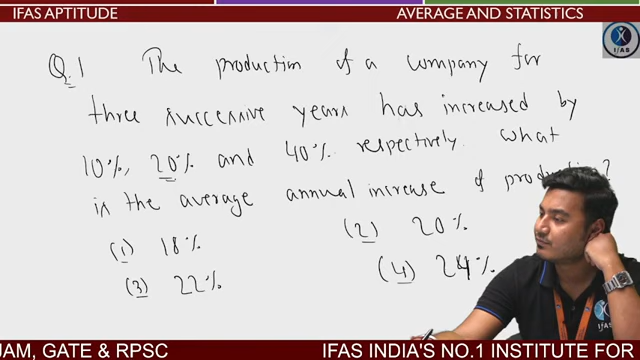 IFAS APTITUDE AVERAGE AND STATISTICS
IFAS
Q.1 The production of a company for
three successive years has increased by
10%, 20% and 40% respectively. What
is the average annual increase of production?
(1) 18% (2) 20%
(3) 22% (4) 24%
IFAS
JAM, GATE & RPSC IFAS INDIA'S NO.1 INSTITUTE FOR